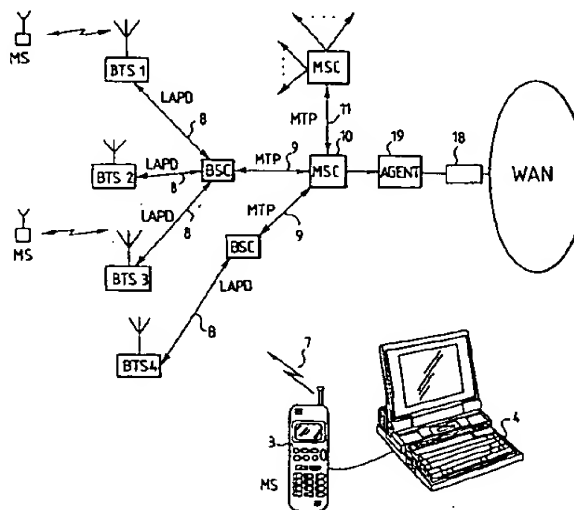 MS
BTS 1
LAPD
8
MSC
MTP
11
10
19
18
BTS 2
LAPD
8
BSC
MTP
9
MSC
AGENT
WAN
LAPD
8
MS
BTS 3
MTP
9
BSC
LAPD
8
BTS4
7
3
MS
4